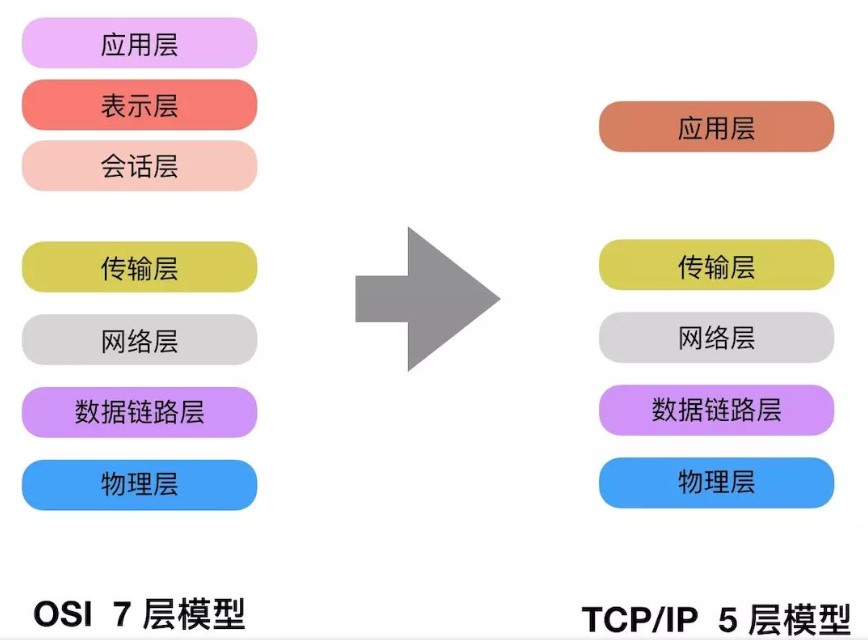 应用层
表示层
会话层
传输层
网络层
数据链路层
物理层
OSI 7 层模型
应用层
传输层
网络层
数据链路层
物理层
TCP/IP 5 层模型